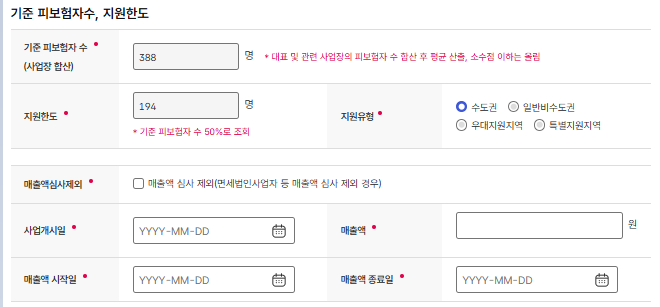 기준 피보험자수, 지원한도
기준 피보험자 수 *
(사업장 합산)
388 명 * 대표 및 관련 사업장의 피보험자 수 합산 후 평균 산출, 소수점 이하는 올림
지원한도 *
194 명
* 기준 피보험자 수 50%로 조회
지원유형 *
수도권 일반비수도권
우대지원지역 특별지원지역
매출액심사제외 * 매출액 심사 제외(면세법인사업자 등 매출액 심사 제외 경우)
사업개시일 * YYYY-MM-DD 매출액 * 원
매출액 시작일 * YYYY-MM-DD 매출액 종료일 * YYYY-MM-DD